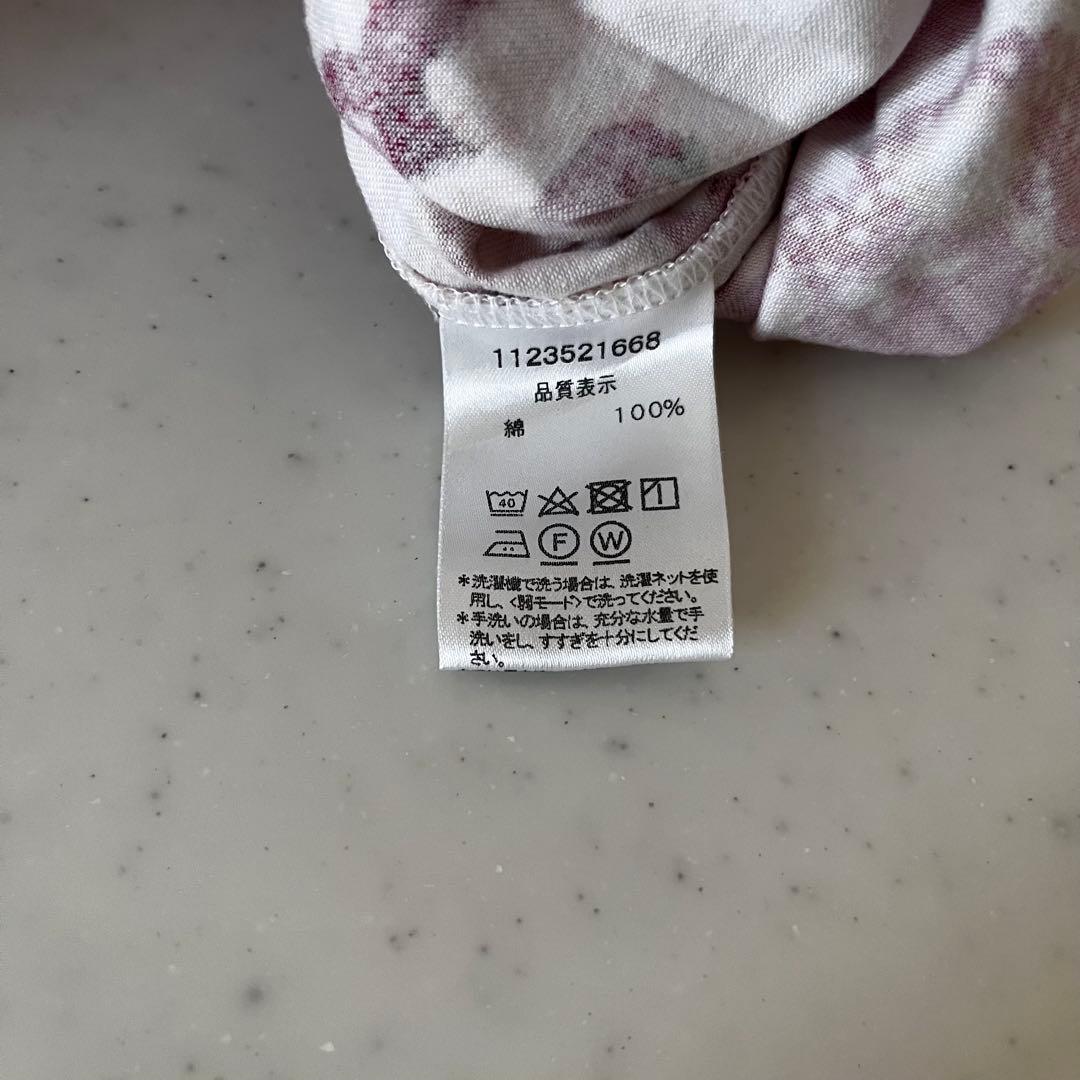 1123521668
品質表示
綿 100%
40
F W
*洗濯機で洗う場合は、洗濯ネットを使
用し、<弱モード>で洗ってください。
*手洗いの場合は、充分な水量で手
洗いをし、すすぎを十分にしてくだ
さい。